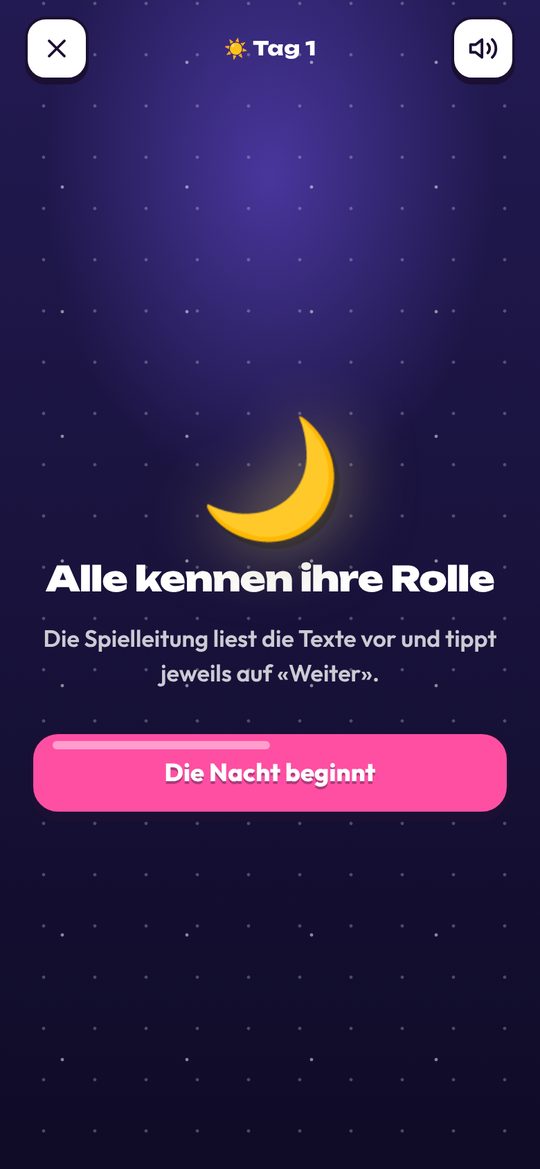 Tag 1
Alle kennen ihre Rolle
Die Spielleitung liest die Texte vor und tippt
jeweils auf «Weiter».
Die Nacht beginnt